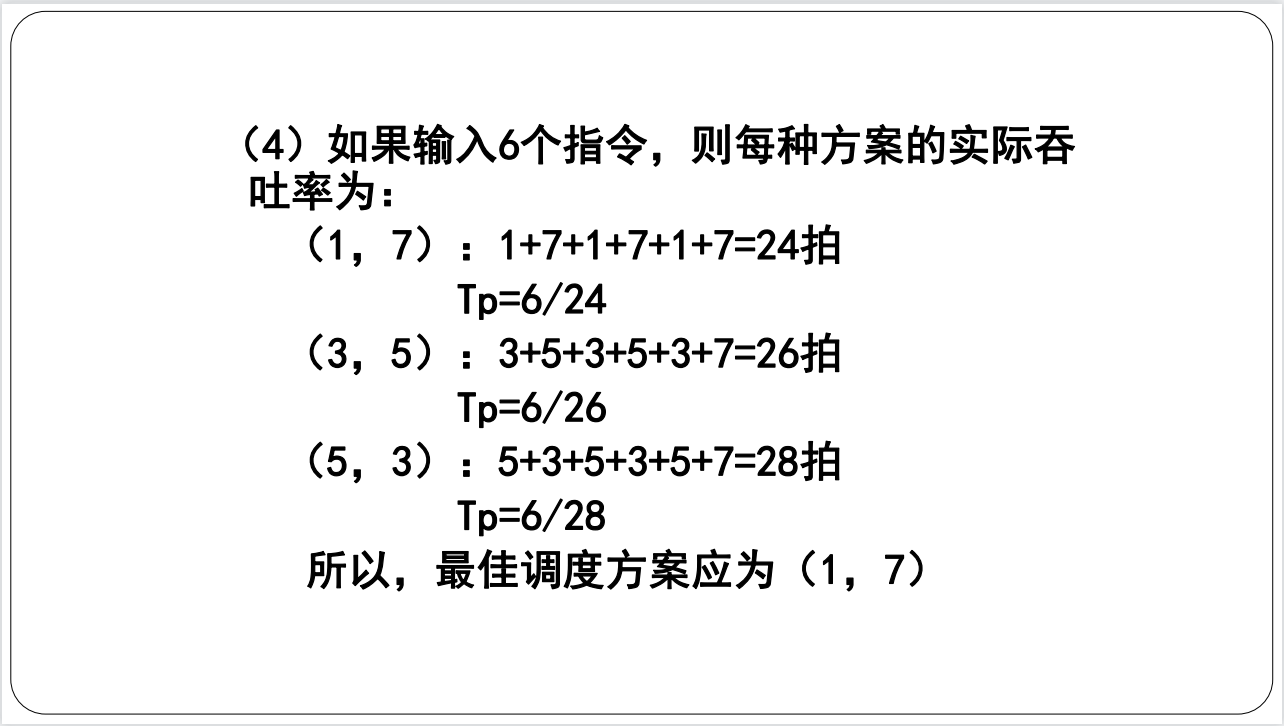 （4）如果输入6个指令，则每种方案的实际吞
吐率为：
（1，7）：1+7+1+7+1+7=24拍
Tp=6/24
（3，5）：3+5+3+5+3+7=26拍
Tp=6/26
（5，3）：5+3+5+3+5+7=28拍
Tp=6/28
所以，最佳调度方案应为（1，7）